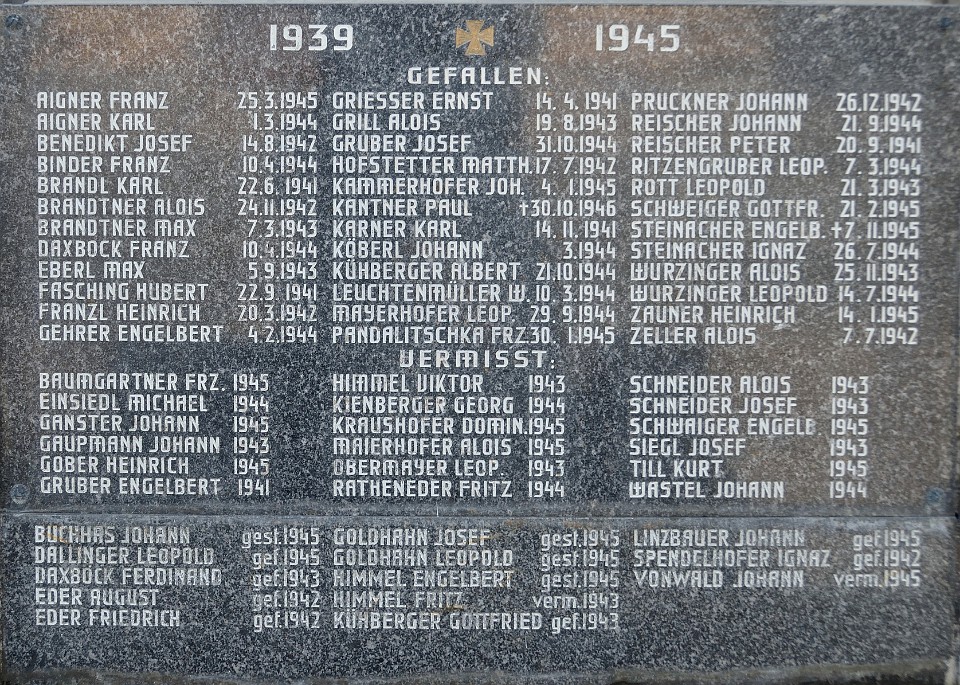 1939 1945
GEFALLEN:
AIGNER FRANZ 25.3.1945 GRIESSER ERNST 14. 4. 1941 PRUCKNER JOHANN 26.12.1942
AIGNER KARL 1.3.1944 GRILL ALOIS 19. 8.1943 REISCHER JOHANN 21. 9.1944
BENEDIKT JOSEF 14.8.1942 GRUBER JOSEF 31.10.1944 REISCHER PETER 20. 9.1941
BINDER FRANZ 10.4.1944 HOFSTETTER MATTH. 17. 7.1942 RITZENGRUBER LEOP. 7. 3.1944
BRANDL KARL 22.6. 1941 KAMMERHOFER JOH. 4. 1.1945 ROTT LEOPOLD 21. 3.1943
BRANDTNER ALOIS 24.11.1942 KANTNER PAUL †30.10.1946 SCHWEIGER GOTTFR. 21. 2.1945
BRANDTNER MAX 7.3.1943 KARNER KARL 14. 11.1941 STEINACHER ENGELB. †7. 11.1945
DAXBÖCK FRANZ 10.4.1944 KÖBERL JOHANN 3.1944 STEINACHER IGNAZ 26. 7.1944
EBERL MAX 5.9.1943 KÜHBERGER ALBERT 21.10.1944 WURZINGER ALOIS 25. 11.1943
FASCHING HUBERT 22.9. 1941 LEUCHTENMÜLLER W. 10. 3.1944 WURZINGER LEOPOLD 14. 7.1944
FRANZL HEINRICH 20.3.1942 MAYERHOFER LEOP. 29. 9.1944 ZAUNER HEINRICH 14. 1.1945
GEHRER ENGELBERT 4.2.1944 PANDALITSCHKA FRZ. 30. 1.1945 ZELLER ALOIS 7. 7.1942
VERMISST:
BAUMGARTNER FRZ. 1945 HIMMEL VIKTOR 1943 SCHNEIDER ALOIS 1943
EINSIEDL MICHAEL 1944 KIENBERGER GEORG 1944 SCHNEIDER JOSEF 1943
GANSTER JOHANN 1945 KRAUSHOFER DOMIN. 1945 SCHWAIGER ENGELB 1945
GAUPMANN JOHANN 1943 MAIERHOFER ALOIS 1945 SIEGL JOSEF 1943
GOBER HEINRICH 1945 OBERMAYER LEOP. 1943 TILL KURT 1945
GRUBER ENGELBERT 1941 RATHENEDER FRITZ 1944 WASTEL JOHANN 1944
BUCHHAS JOHANN gest.1945 GOLDHAHN JOSEF gest.1945 LINZBAUER JOHANN gef.1945
DALLINGER LEOPOLD gef.1945 GOLDHAHN LEOPOLD gest.1945 SPENDELHOFER IGNAZ gef.1942
DAXBÖCK FERDINAND gef.1943 HIMMEL ENGELBERT gest.1945 VONWALD JOHANN verm.1945
EDER AUGUST gef.1942 HIMMEL FRITZ verm.1943
EDER FRIEDRICH gef.1942 KÜHBERGER GOTTFRIED gef.1943